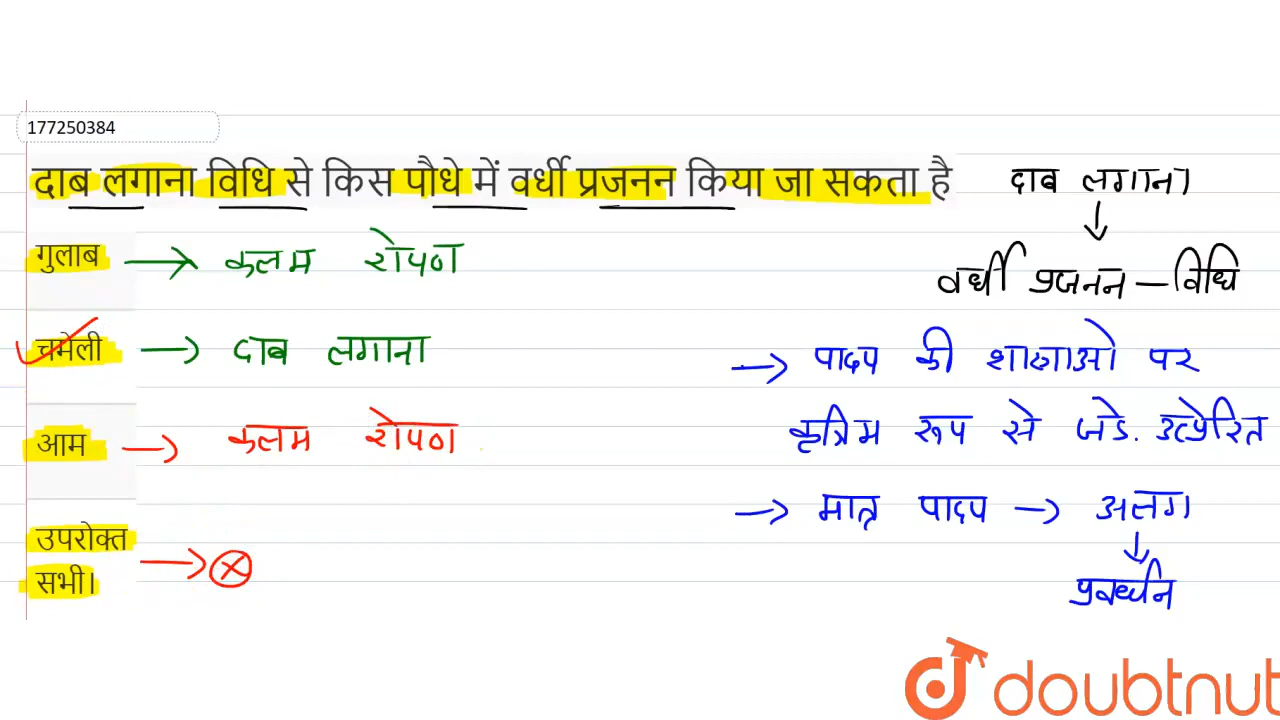 177250384
दाब लगाना विधि से किस पौधे में वर्धी प्रजनन किया जा सकता है
दाब लगाना
गुलाब → कलम रोपण
वर्धी प्रजनन – विधि
चमेली → दाब लगाना
→ पादप की शाखाओ पर
कृत्रिम रूप से जडे. उत्प्रेरित
आम → कलम रोपण
→ मातृ पादप → अलग
उपरोक्त
सभी।
प्रवर्ध्धन
doubtnut